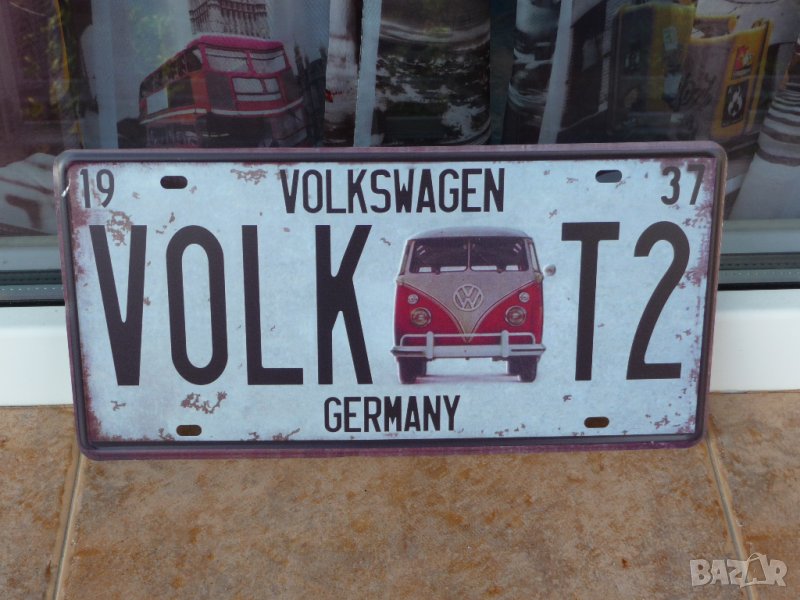 19 VOLKSWAGEN 37
VOLK T2
GERMANY
BAZAR